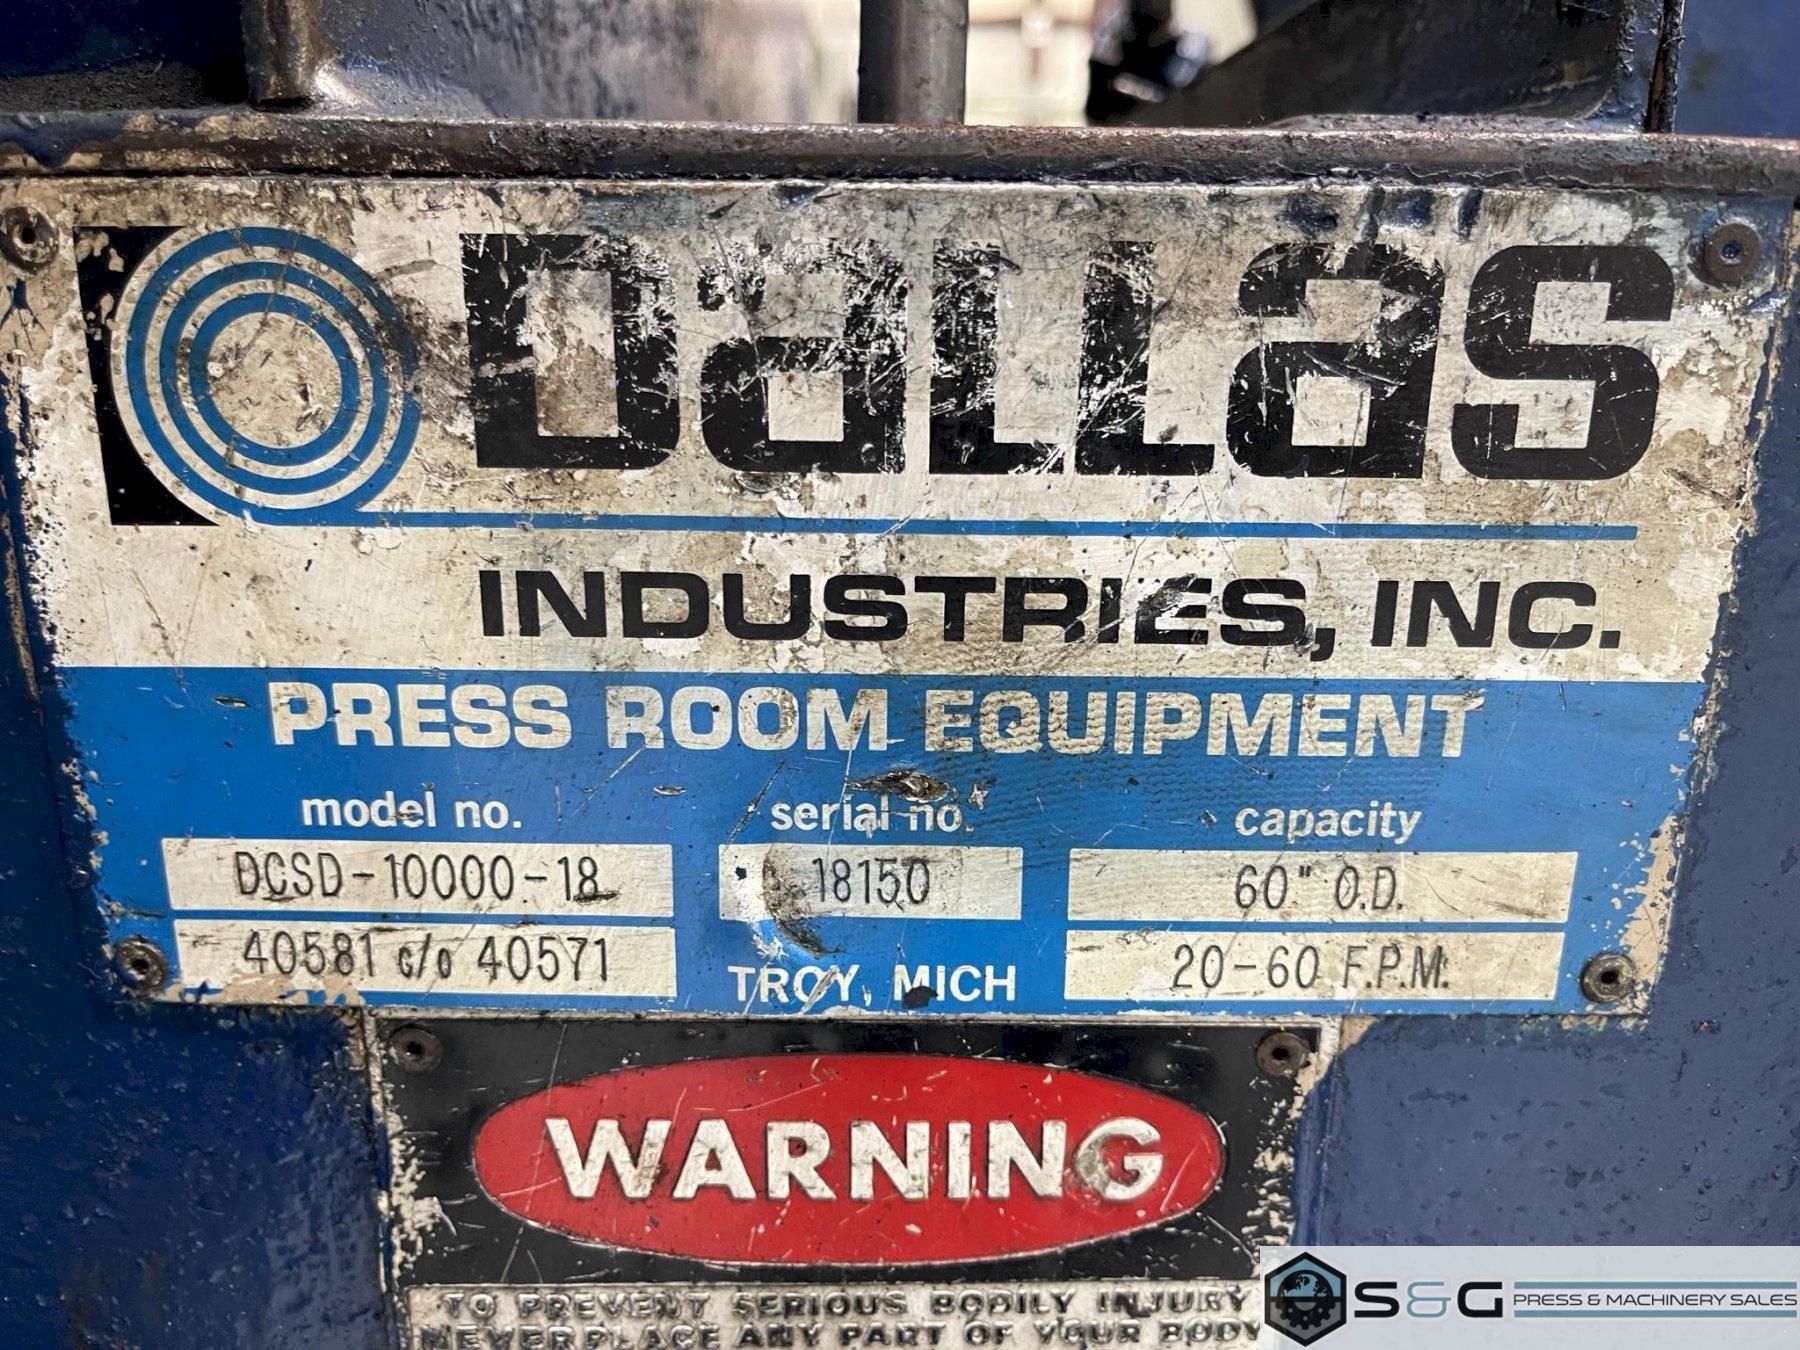 DALLAS
INDUSTRIES, INC.
PRESS ROOM EQUIPMENT
model no. serial no. capacity
DCSD-10000-18 18150 60" O.D.
40581 c/o 40571 TROY, MICH 20-60 F.P.M.
WARNING
TO PREVENT SERIOUS BODILY INJURY
NEVER PLACE ANY PART OF YOUR BODY
S&G PRESS & MACHINERY SALES